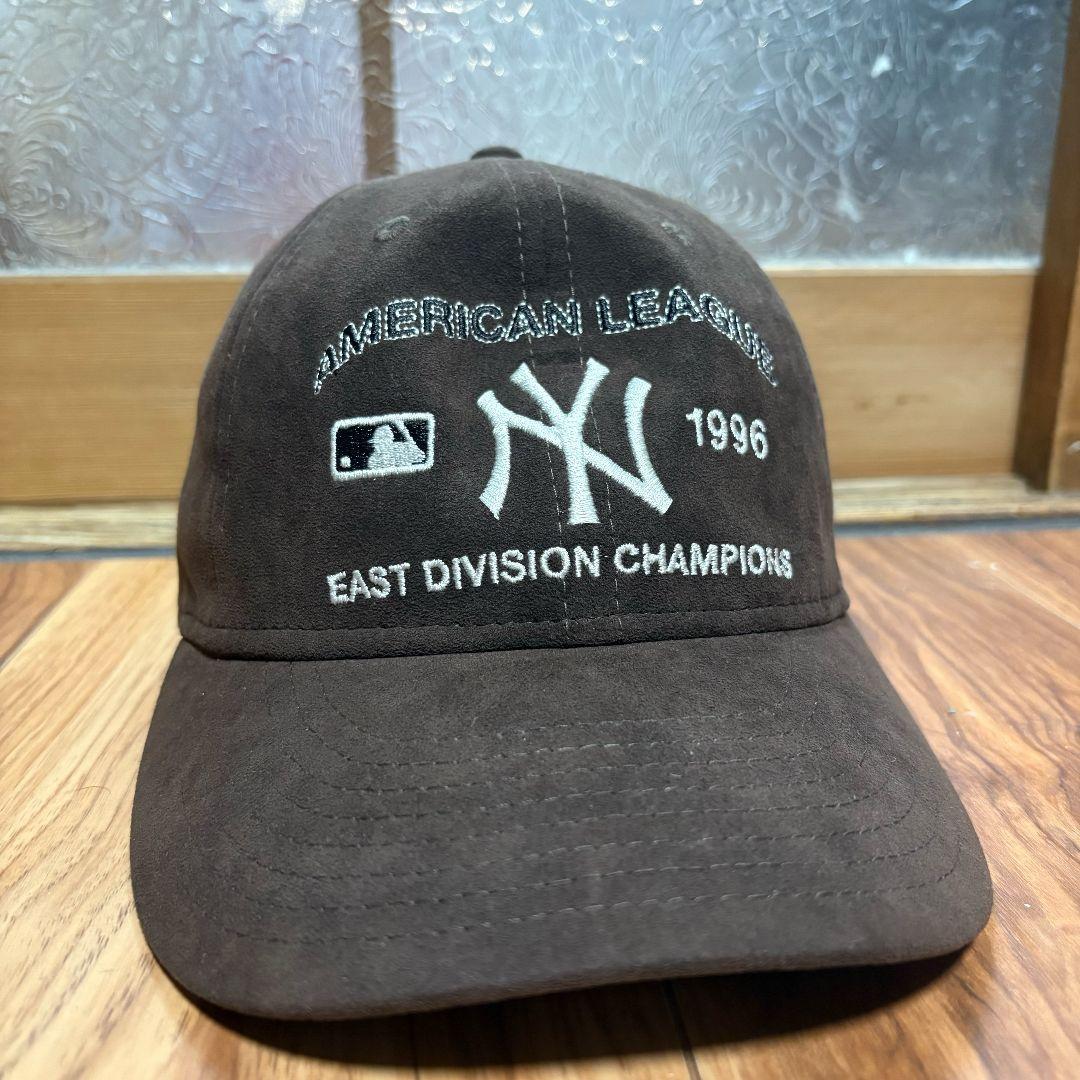 AMERICAN LEAGUE
NY 1996
EAST DIVISION CHAMPIONS